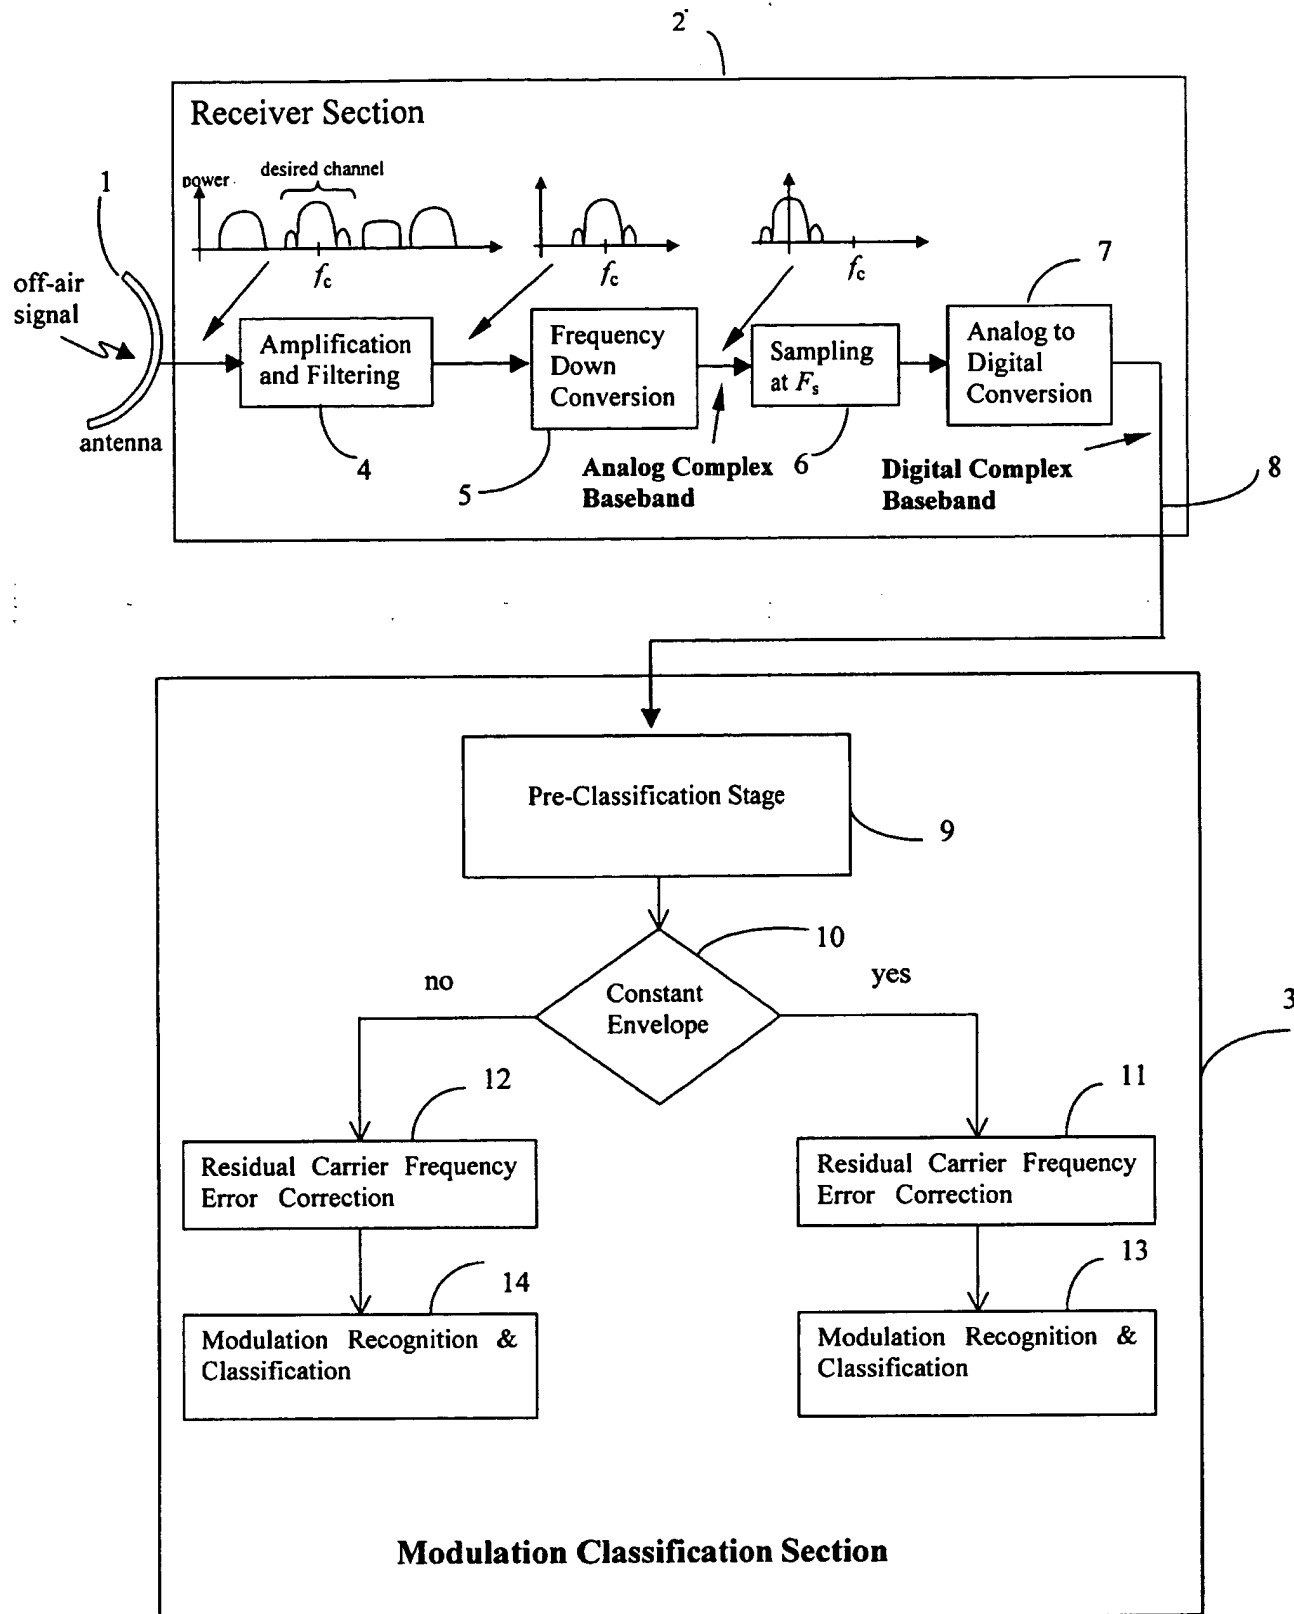 2
Receiver Section
1
power
desired channel
fc
fc
fc
7
off-air
signal
Amplification
and Filtering
Frequency
Down
Conversion
Sampling
at Fs
Analog to
Digital
Conversion
antenna
4
5
Analog Complex
Baseband
6
Digital Complex
Baseband
8
Pre-Classification Stage
9
10
no
yes
Constant
Envelope
3
12
11
Residual Carrier Frequency
Error Correction
Residual Carrier Frequency
Error Correction
14
13
Modulation Recognition &
Classification
Modulation Recognition &
Classification
Modulation Classification Section